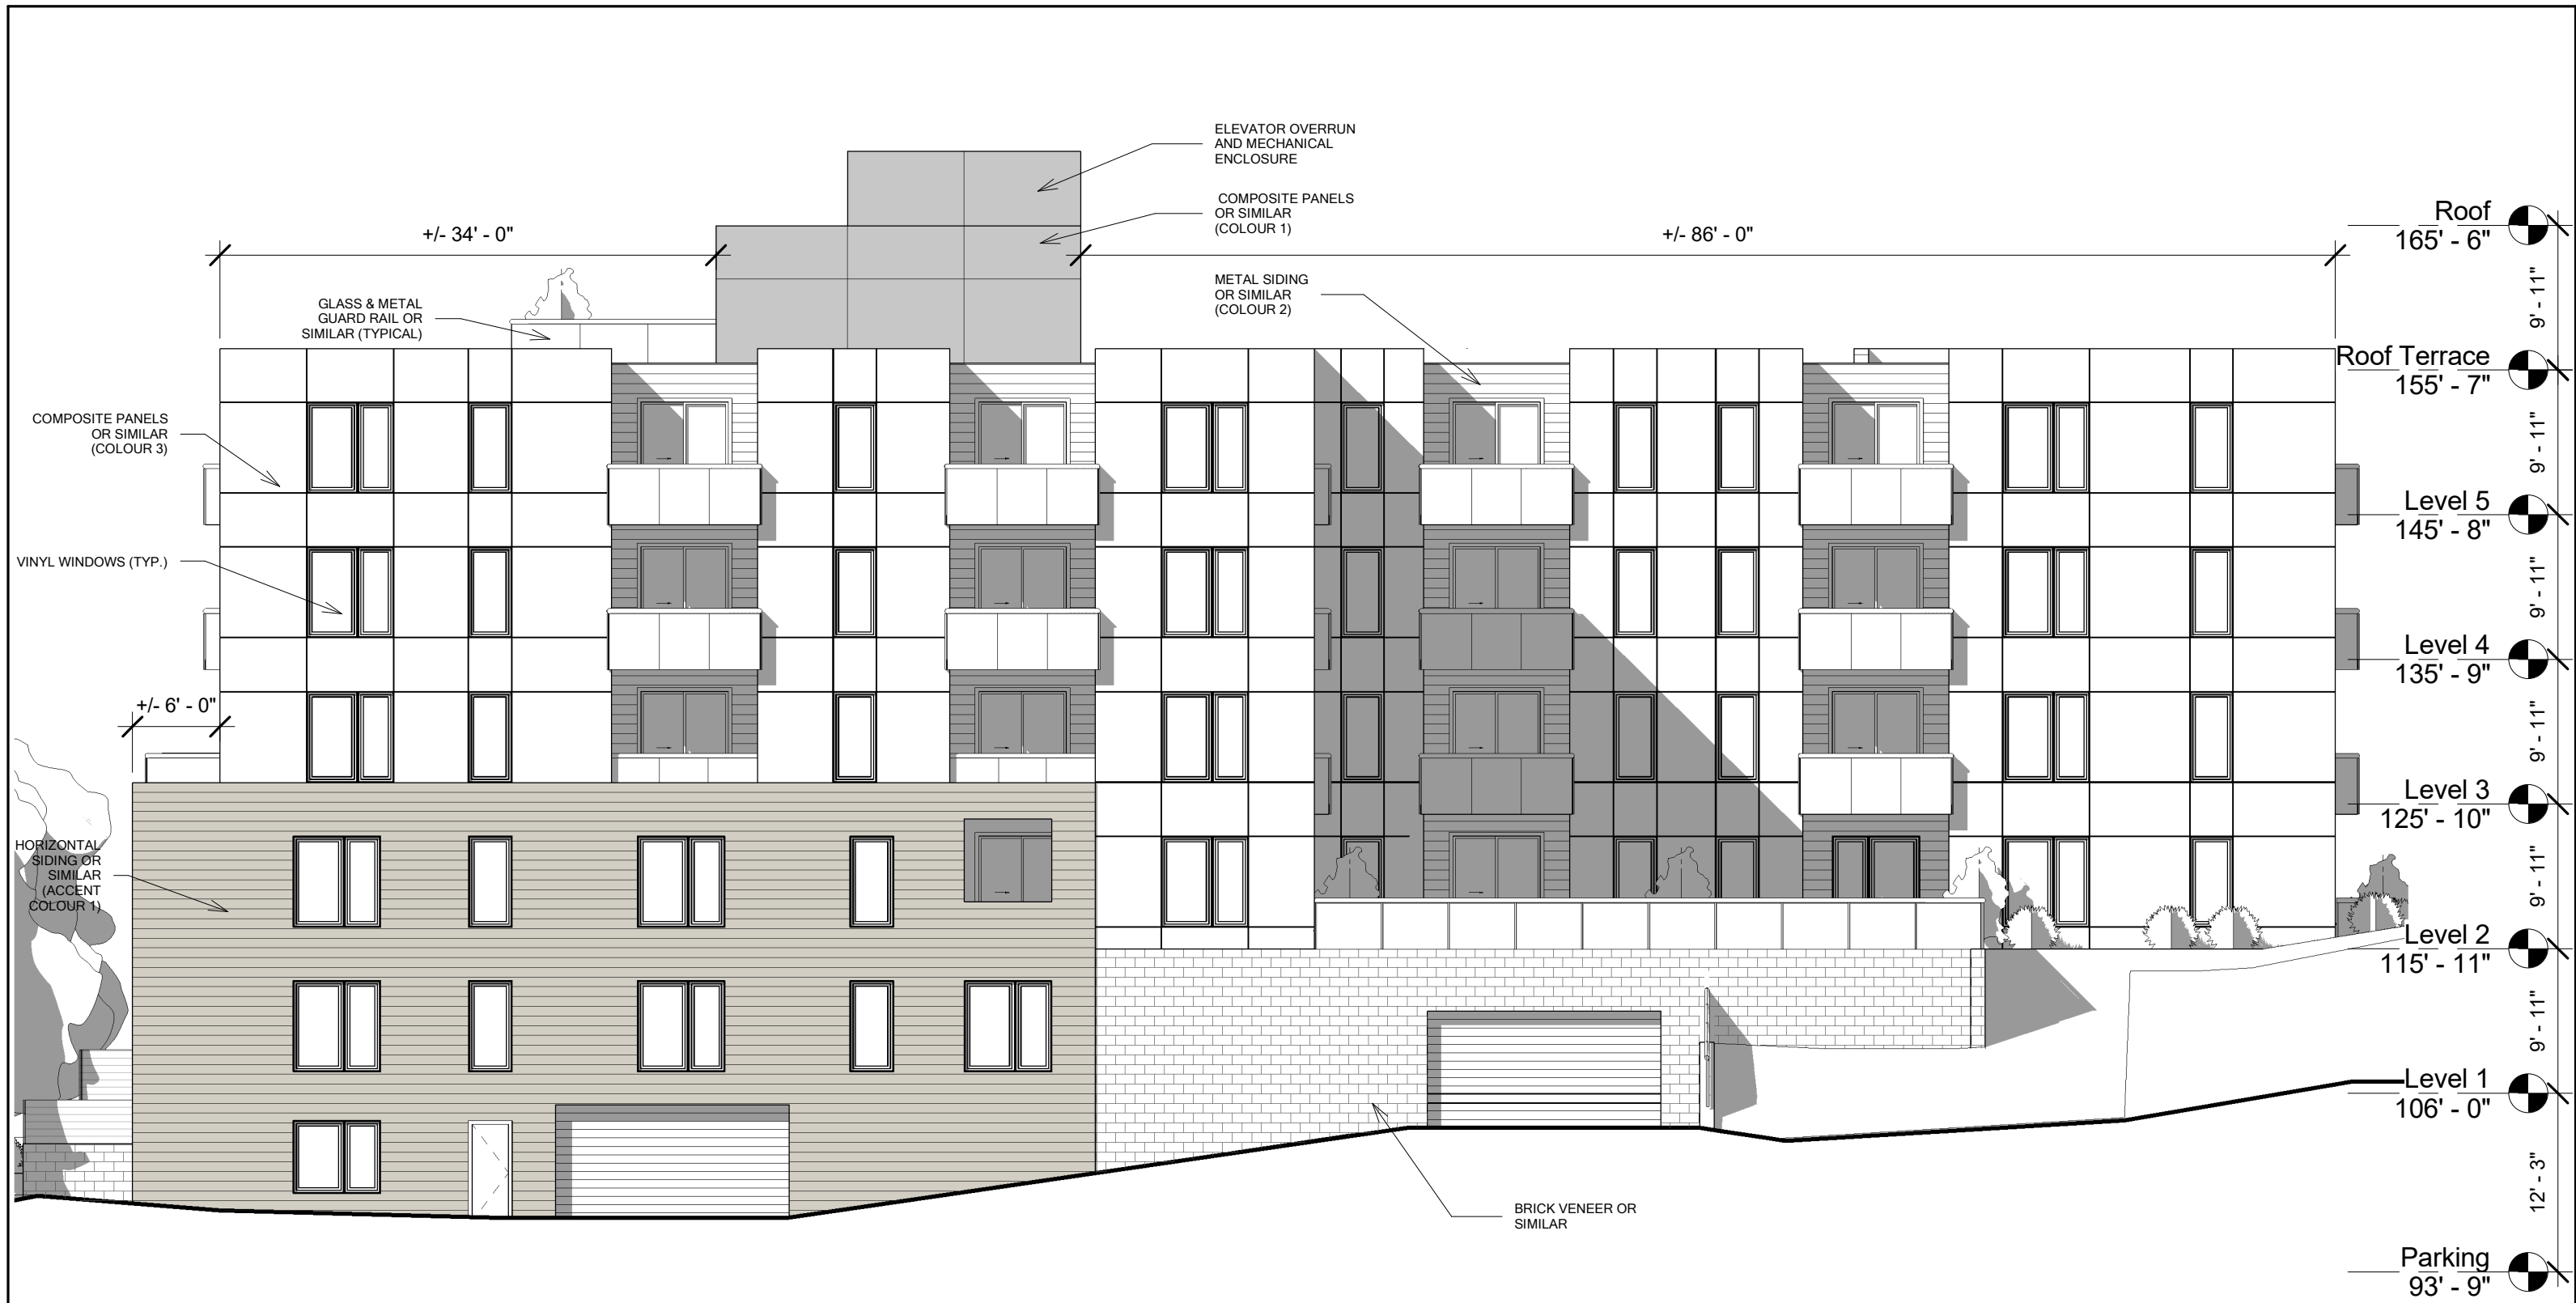 ELEVATOR OVERRUN
AND MECHANICAL
ENCLOSURE
COMPOSITE PANELS
OR SIMILAR
(COLOUR 1)
+/- 34' - 0"
+/- 86' - 0"
METAL SIDING
OR SIMILAR
(COLOUR 2)
GLASS & METAL
GUARD RAIL OR
SIMILAR (TYPICAL)
COMPOSITE PANELS
OR SIMILAR
(COLOUR 3)
VINYL WINDOWS (TYP.)
+/- 6' - 0"
HORIZONTAL
SIDING OR
SIMILAR
(ACCENT
COLOUR 1)
BRICK VENEER OR
SIMILAR
Roof
165' - 6"
9' - 11"
Roof Terrace
155' - 7"
9' - 11"
Level 5
145' - 8"
9' - 11"
Level 4
135' - 9"
9' - 11"
Level 3
125' - 10"
9' - 11"
Level 2
115' - 11"
9' - 11"
Level 1
106' - 0"
12' - 3"
Parking
93' - 9"